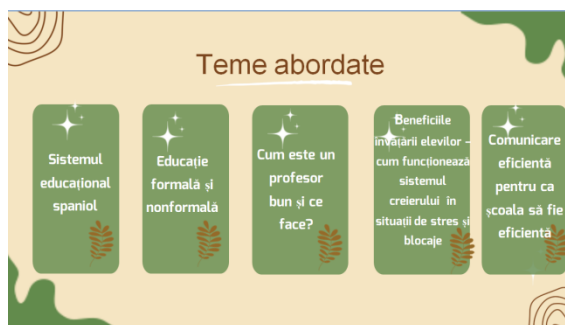 Teme abordate
Sistemul
educațional
spaniol
Educație
formală și
nonformală
Cum este un
profesor
bun și ce
face?
Beneficiile
învățării elevilor –
cum funcționează
sistemul
creierului în
situații de stres și
blocaje
Comunicare
eficientă
pentru ca
școala să fie
eficientă